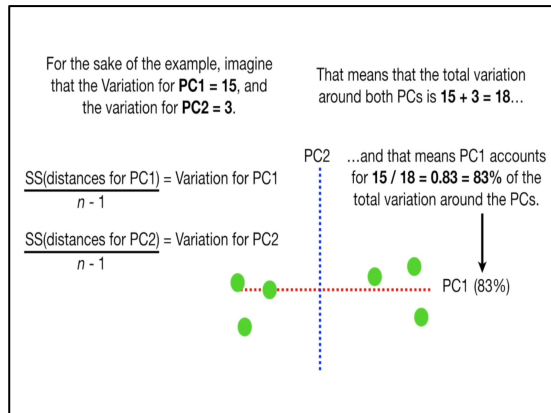 For the sake of the example, imagine
that the Variation for PC1 = 15, and
the variation for PC2 = 3.
That means that the total variation
around both PCs is 15 + 3 = 18...
PC2
...and that means PC1 accounts
for 15 / 18 = 0.83 = 83% of the
total variation around the PCs.
SS(distances for PC1) = Variation for PC1
n - 1
SS(distances for PC2) = Variation for PC2
n - 1
PC1 (83%)